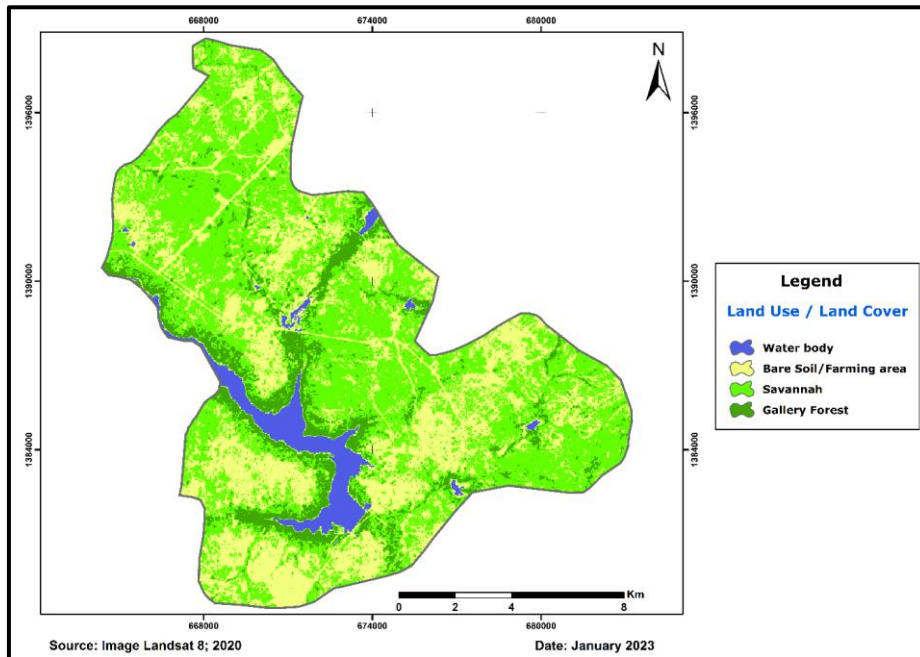 668000 674000 680000
N
1396000 1396000
1390000 1390000
Legend
Land Use / Land Cover
Water body
Bare Soil/Farming area
Savannah
Gallery Forest
1384000 1384000
Km
0 2 4 8
668000 674000 680000
Source: Image Landsat 8; 2020 Date: January 2023